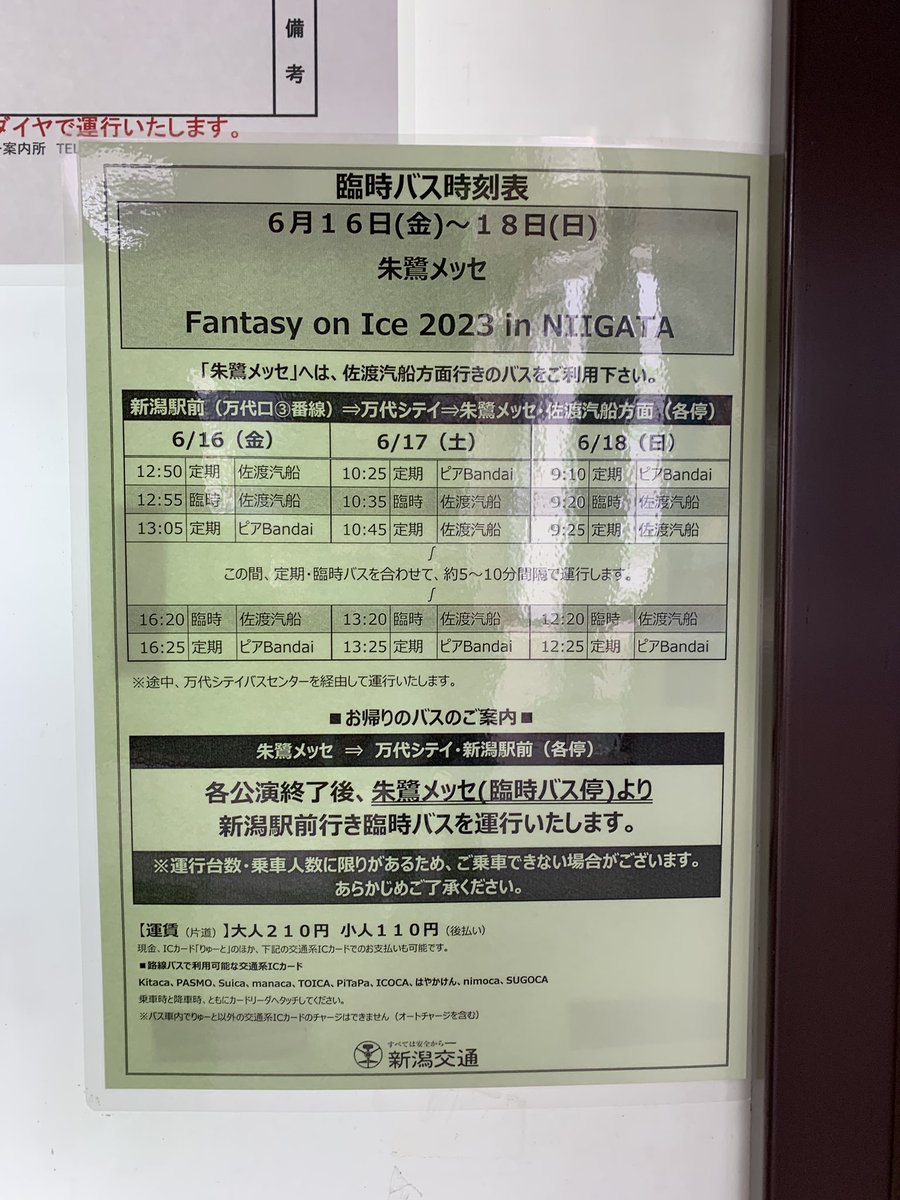 備
考
ダイヤで運行いたします。
案内所 TEL
臨時バス時刻表
6月16日(金)~18日(日)
朱鷺メッセ
Fantasy on Ice 2023 in NIIGATA
「朱鷺メッセ」へは、佐渡汽船方面行きのバスをご利用下さい。
新潟駅前（万代口③番線）⇒万代シテイ⇒朱鷺メッセ・佐渡汽船方面（各停）
6/16（金） 6/17（土） 6/18（日）
12:50 定期 佐渡汽船 10:25 定期 ピアBandai 9:10 定期 ピアBandai
12:55 臨時 佐渡汽船 10:35 臨時 佐渡汽船 9:20 臨時 佐渡汽船
13:05 定期 ピアBandai 10:45 定期 佐渡汽船 9:25 定期 佐渡汽船
∫
この間、定期・臨時バスを合わせて、約5～10分間隔で運行します。
∫
16:20 臨時 佐渡汽船 13:20 臨時 佐渡汽船 12:20 臨時 佐渡汽船
16:25 定期 ピアBandai 13:25 定期 ピアBandai 12:25 定期 ピアBandai
※途中、万代シテイバスセンターを経由して運行いたします。
■お帰りのバスのご案内■
朱鷺メッセ ⇒ 万代シテイ・新潟駅前（各停）
各公演終了後、朱鷺メッセ(臨時バス停)より
新潟駅前行き臨時バスを運行いたします。
※運行台数・乗車人数に限りがあるため、ご乗車できない場合がございます。
あらかじめご了承ください。
【運賃（片道）】大人210円 小人110円（後払い）
現金、ICカード「りゅーと」のほか、下記の交通系ICカードでのお支払いも可能です。
■路線バスで利用可能な交通系ICカード
Kitaca、PASMO、Suica、manaca、TOICA、PiTaPa、ICOCA、はやかけん、nimoca、SUGOCA
乗車時と降車時、ともにカードリーダへタッチしてください。
※バス車内でりゅーと以外の交通系ICカードのチャージはできません（オートチャージを含む）
すべては安全から
新潟交通